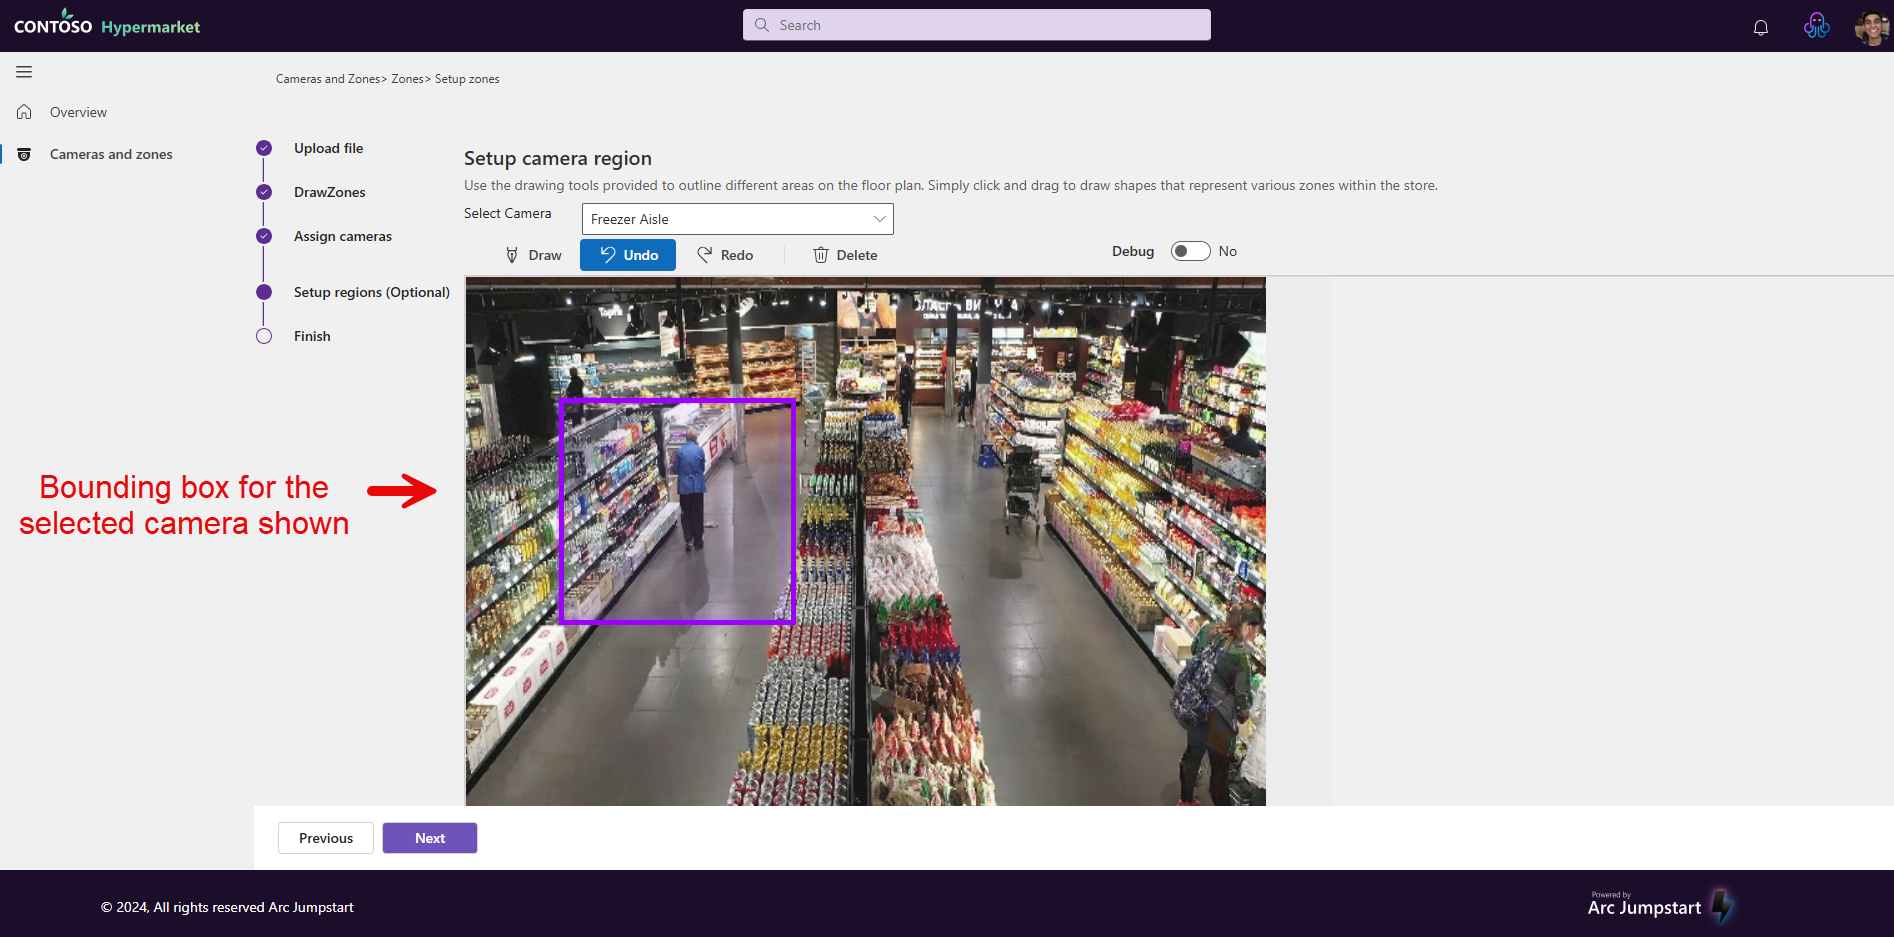 CONTOSO Hypermarket
Search
Cameras and Zones> Zones> Setup zones
Overview
Cameras and zones
Upload file
DrawZones
Assign cameras
Setup regions (Optional)
Finish
Setup camera region
Use the drawing tools provided to outline different areas on the floor plan. Simply click and drag to draw shapes that represent various zones within the store.
Select Camera
Freezer Aisle
Draw
Undo
Redo
Delete
Debug
No
Bounding box for the
selected camera shown
Previous
Next
© 2024, All rights reserved Arc Jumpstart
Powered by
Arc Jumpstart